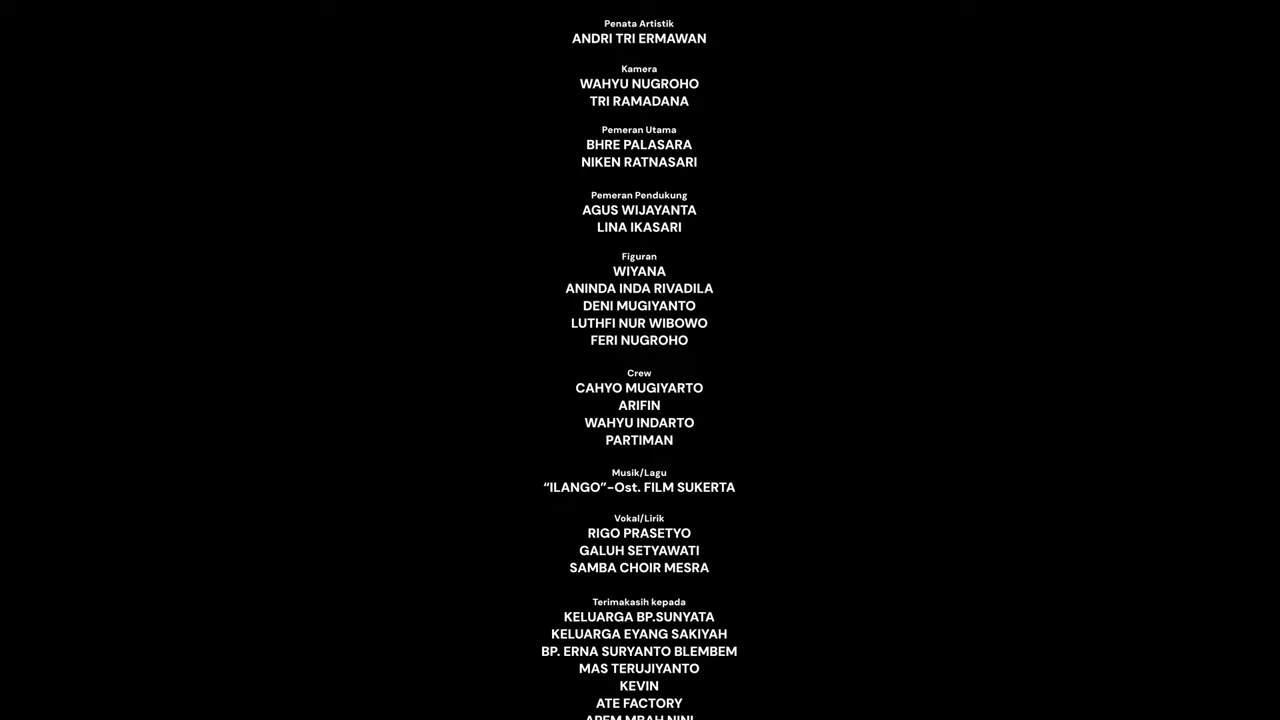 Penata Artistik
ANDRI TRI ERMAWAN
Kamera
WAHYU NUGROHO
TRI RAMADANA
Pemeran Utama
BHRE PALASARA
NIKEN RATNASARI
Pemeran Pendukung
AGUS WIJAYANTA
LINA IKASARI
Figuran
WIYANA
ANINDA INDA RIVADILA
DENI MUGIYANTO
LUTHFI NUR WIBOWO
FERI NUGROHO
Crew
CAHYO MUGIYARTO
ARIFIN
WAHYU INDARTO
PARTIMAN
Musik/Lagu
“ILANGO”-Ost. FILM SUKERTA
Vokal/Lirik
RIGO PRASETYO
GALUH SETYAWATI
SAMBA CHOIR MESRA
Terimakasih kepada
KELUARGA BP.SUNYATA
KELUARGA EYANG SAKIYAH
BP. ERNA SURYANTO BLEMBEM
MAS TERUJIYANTO
KEVIN
ATE FACTORY
APEM MBAH NINI